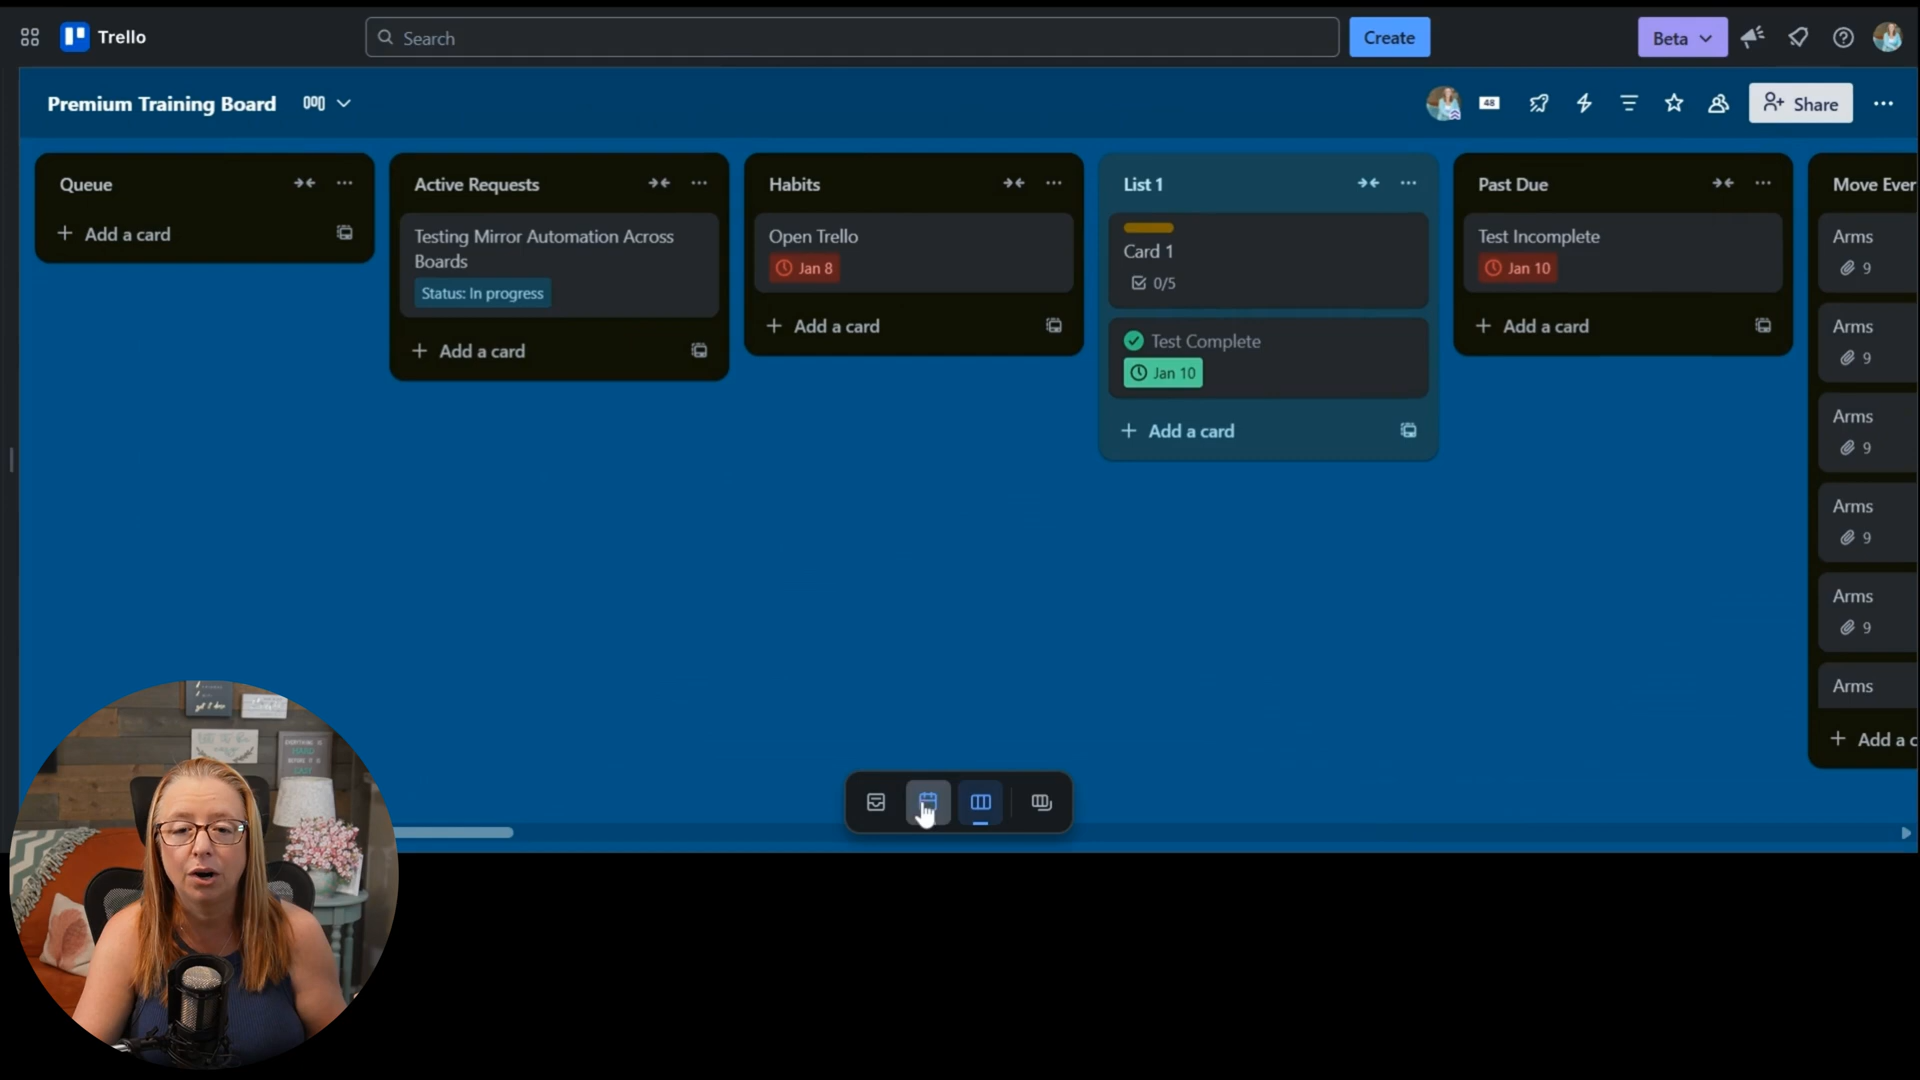 Trello
Search
Create
Beta
Premium Training Board
48
Share
Queue
Add a card
Active Requests
Testing Mirror Automation Across
Boards
Status: In progress
Add a card
Habits
Open Trello
Jan 8
Add a card
List 1
Card 1
0/5
Test Complete
Jan 10
Add a card
Past Due
Test Incomplete
Jan 10
Add a card
Move Ever
Arms
9
Arms
9
Arms
9
Arms
9
Arms
9
Arms
Add a c